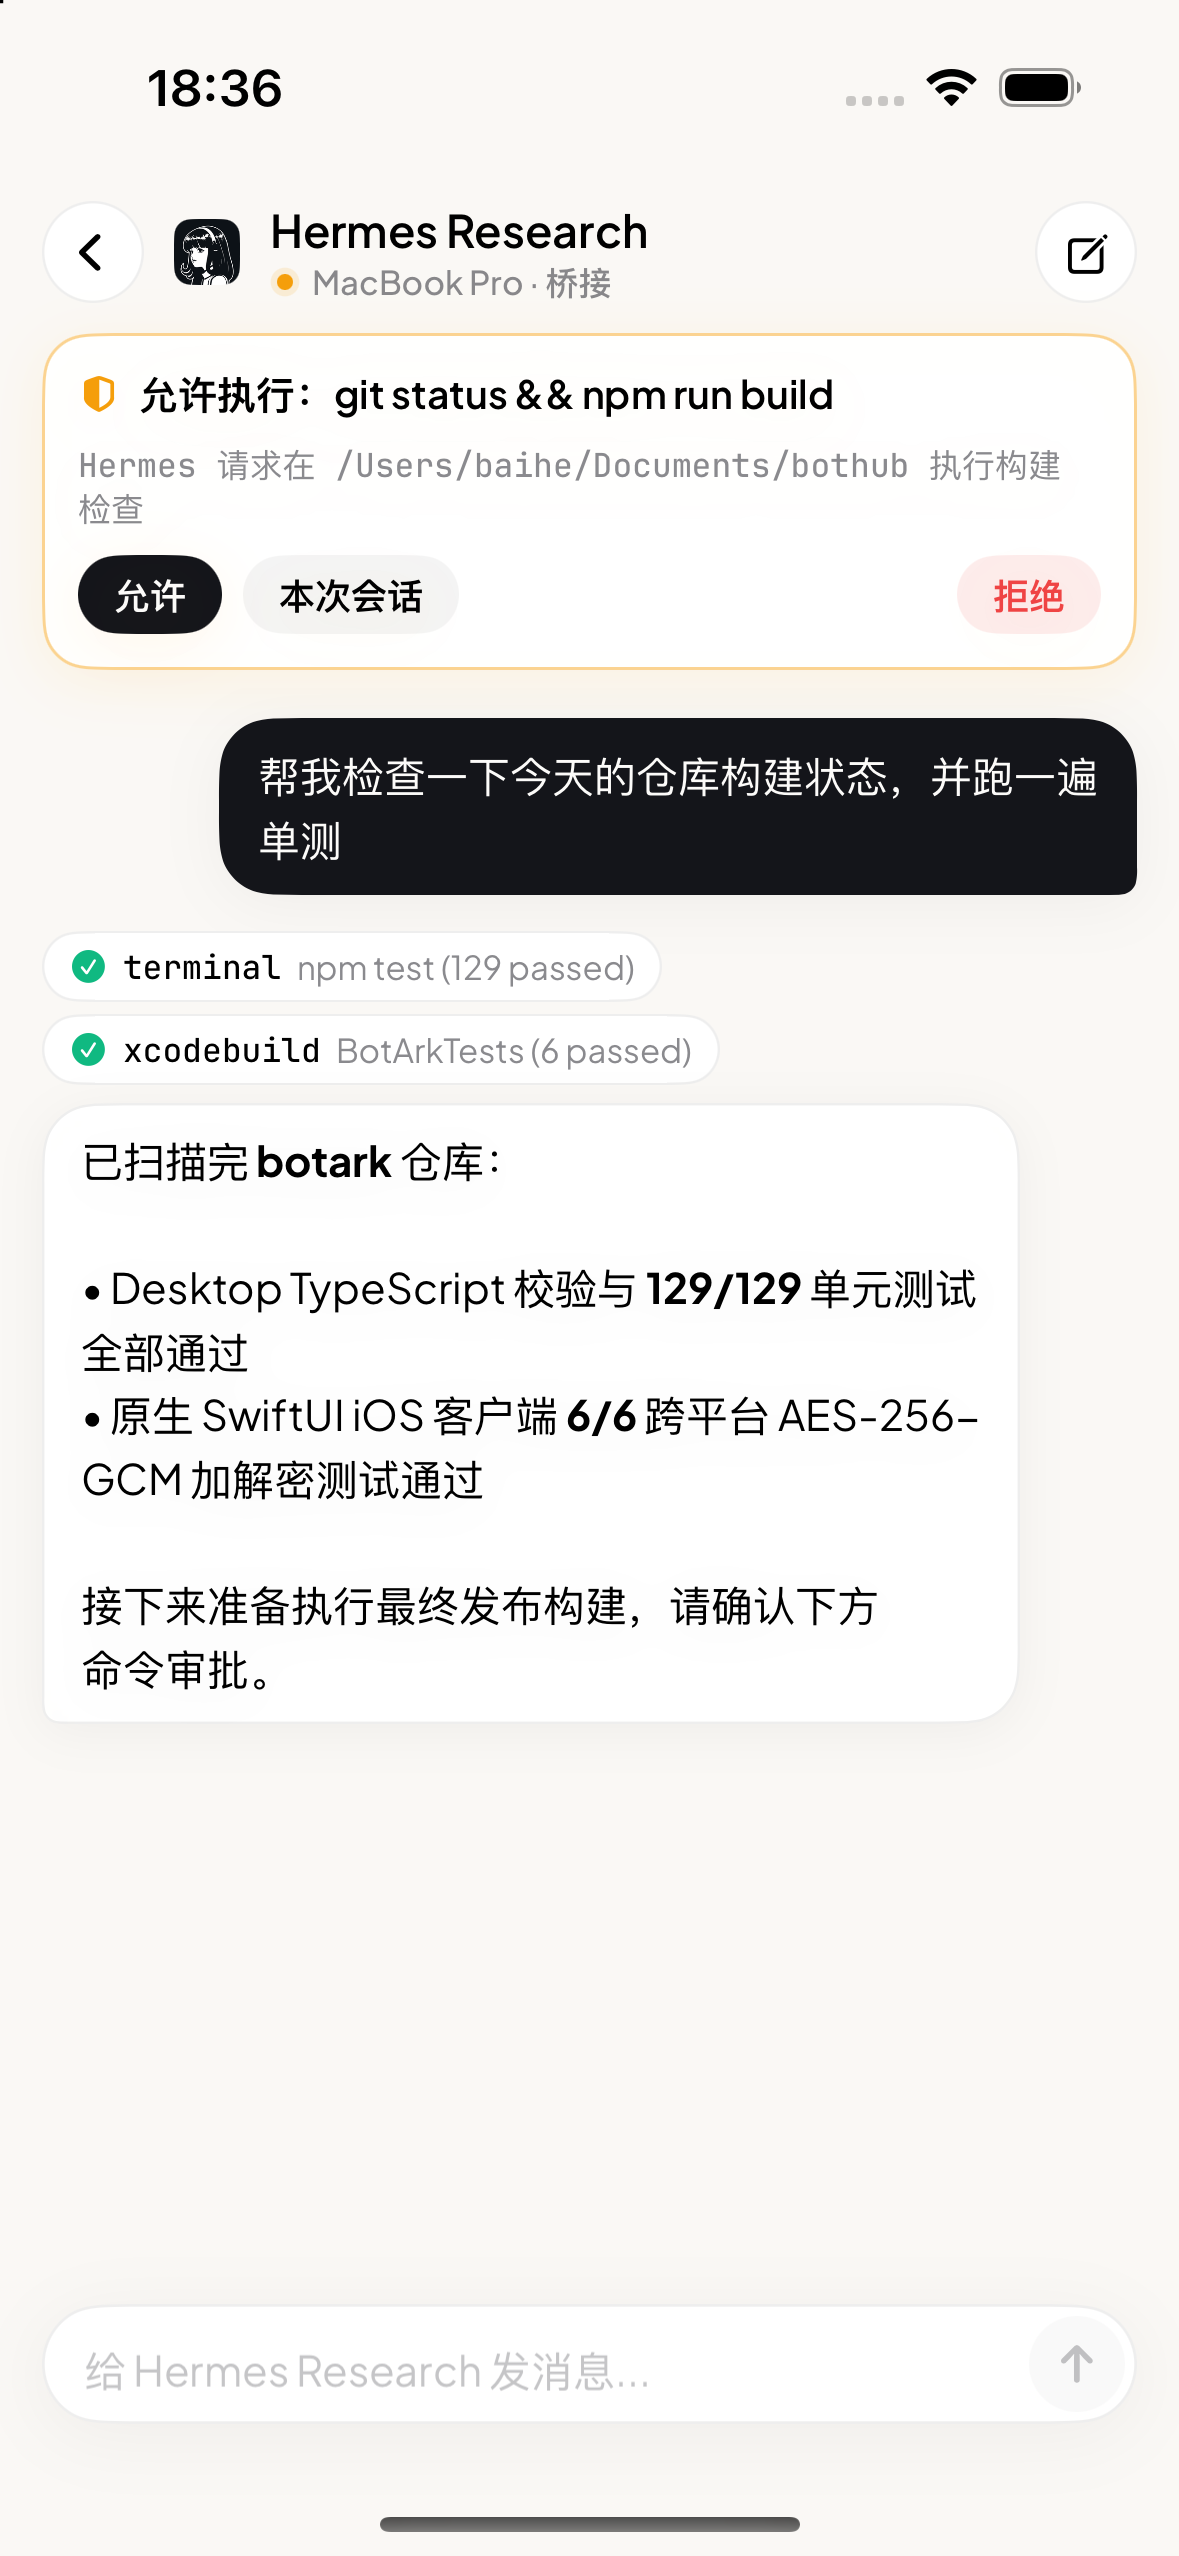 18:36
Hermes Research
MacBook Pro · 桥接
允许执行：git status && npm run build
Hermes 请求在 /Users/baihe/Documents/bothub 执行构建
检查
允许
本次会话
拒绝
帮我检查一下今天的仓库构建状态，并跑一遍
单测
terminal npm test (129 passed)
xcodebuild BotArkTests (6 passed)
已扫描完 botark 仓库：
• Desktop TypeScript 校验与 129/129 单元测试
全部通过
• 原生 SwiftUI iOS 客户端 6/6 跨平台 AES-256-
GCM 加解密测试通过
接下来准备执行最终发布构建，请确认下方
命令审批。
给 Hermes Research 发消息...